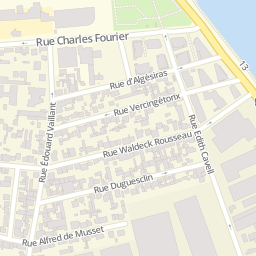 Rue Charles Fourier
13
Rue d'Algésiras
Rue Vercingétorix
Rue Édouard Vaillant
Rue Edith Cavell
Rue Waldeck Rousseau
Rue Duguesclin
Rue Alfred de Musset